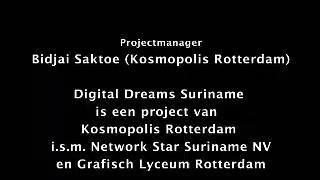 Projectmanager
Bidjai Saktoe (Kosmopolis Rotterdam)
Digital Dreams Suriname
is een project van
Kosmopolis Rotterdam
i.s.m. Network Star Suriname NV
en Grafisch Lyceum Rotterdam